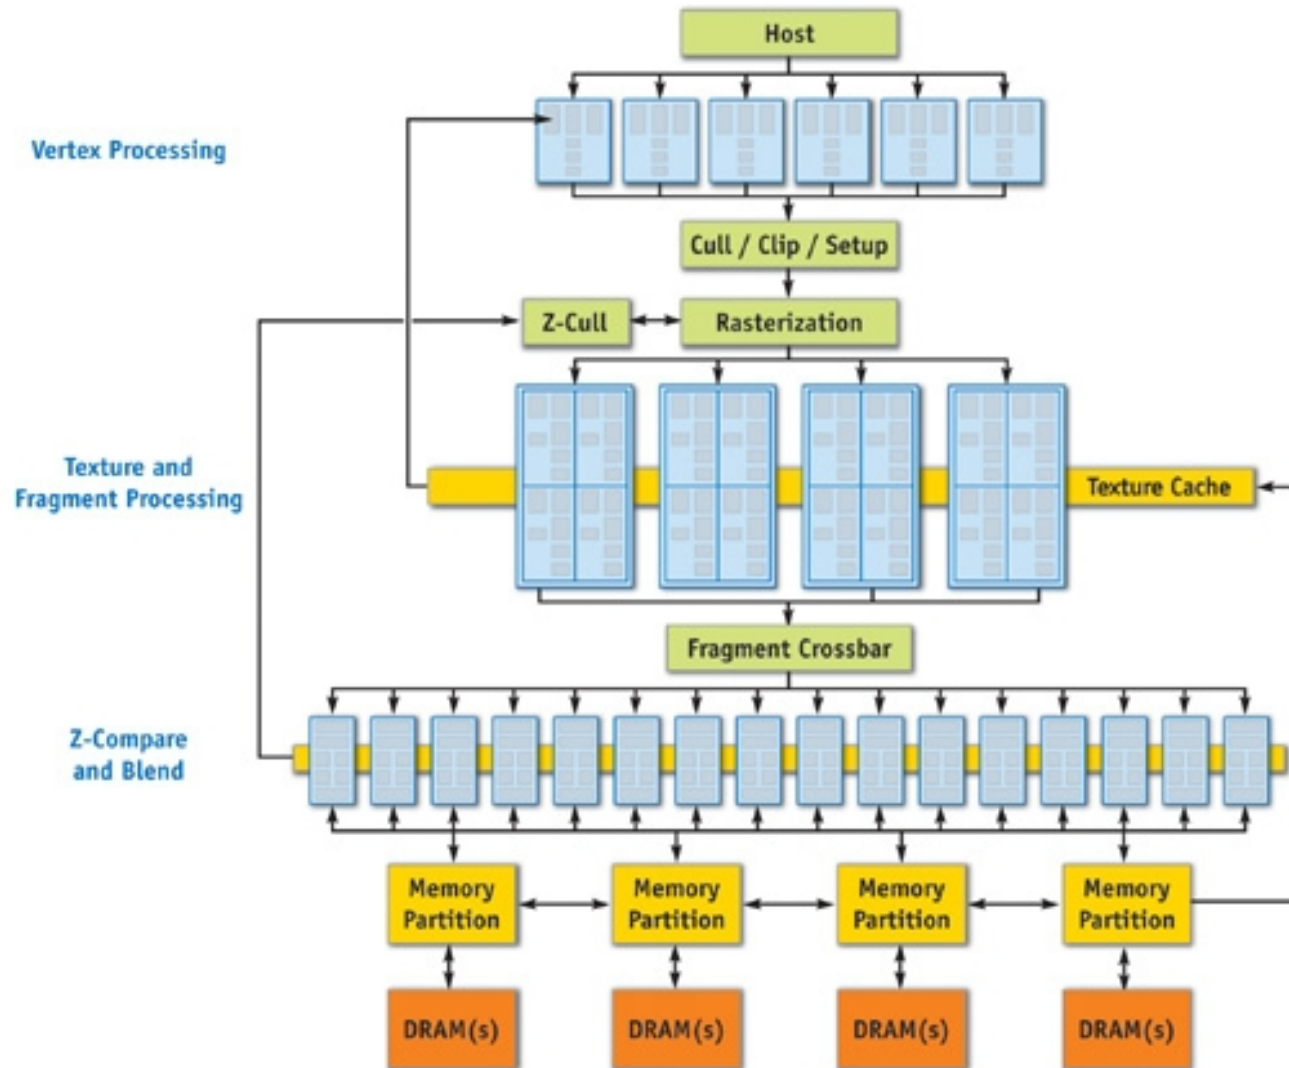 Host
Vertex Processing
Cull / Clip / Setup
Z-Cull
Rasterization
Texture and
Fragment Processing
Texture Cache
Fragment Crossbar
Z-Compare
and Blend
Memory
Partition
Memory
Partition
Memory
Partition
Memory
Partition
DRAM(s)
DRAM(s)
DRAM(s)
DRAM(s)